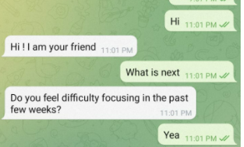 Hi 11:01 PM
Hi ! I am your friend 11:01 PM
What is next 11:01 PM
Do you feel difficulty focusing in the past
few weeks? 11:01 PM
Yea 11:01 PM